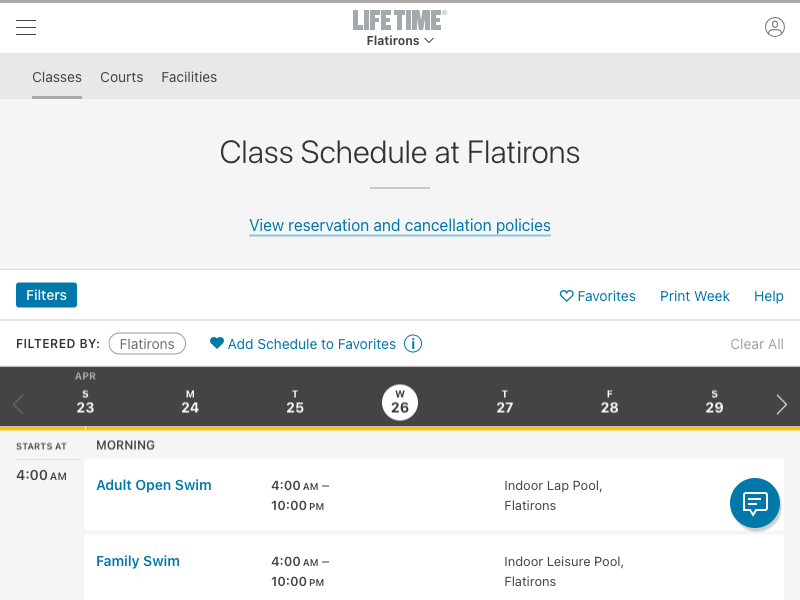 LIFE TIME®
Flatirons
Classes Courts Facilities
Class Schedule at Flatirons
View reservation and cancellation policies
Filters
Favorites Print Week Help
FILTERED BY: Flatirons Add Schedule to Favorites i Clear All
APR
S M T W T F S
23 24 25 26 27 28 29
STARTS AT MORNING
4:00 AM
Adult Open Swim 4:00 AM – Indoor Lap Pool,
10:00 PM Flatirons
Family Swim 4:00 AM – Indoor Leisure Pool,
10:00 PM Flatirons